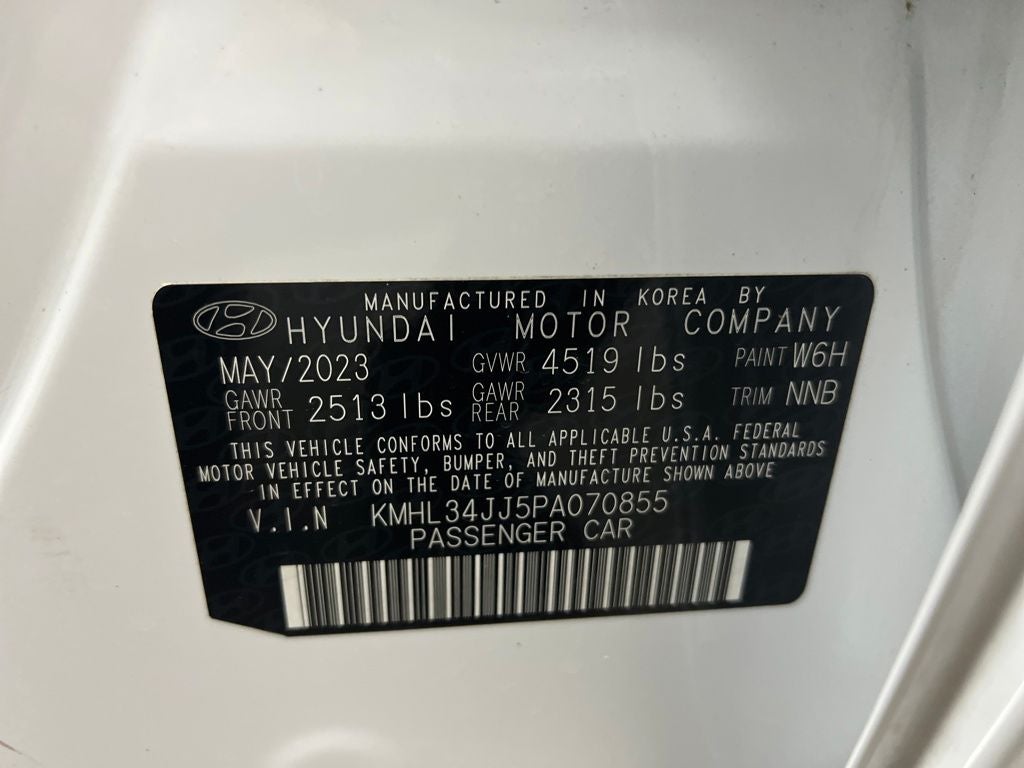 MANUFACTURED IN KOREA BY
HYUNDAI MOTOR COMPANY
MAY/2023 GVWR 4519 lbs PAINT W6H
GAWR FRONT 2513 lbs GAWR REAR 2315 lbs TRIM NNB
THIS VEHICLE CONFORMS TO ALL APPLICABLE U.S.A. FEDERAL
MOTOR VEHICLE SAFETY, BUMPER, AND THEFT PREVENTION STANDARDS
IN EFFECT ON THE DATE OF MANUFACTURE SHOWN ABOVE
V.I.N KMHL34JJ5PA070855
PASSENGER CAR